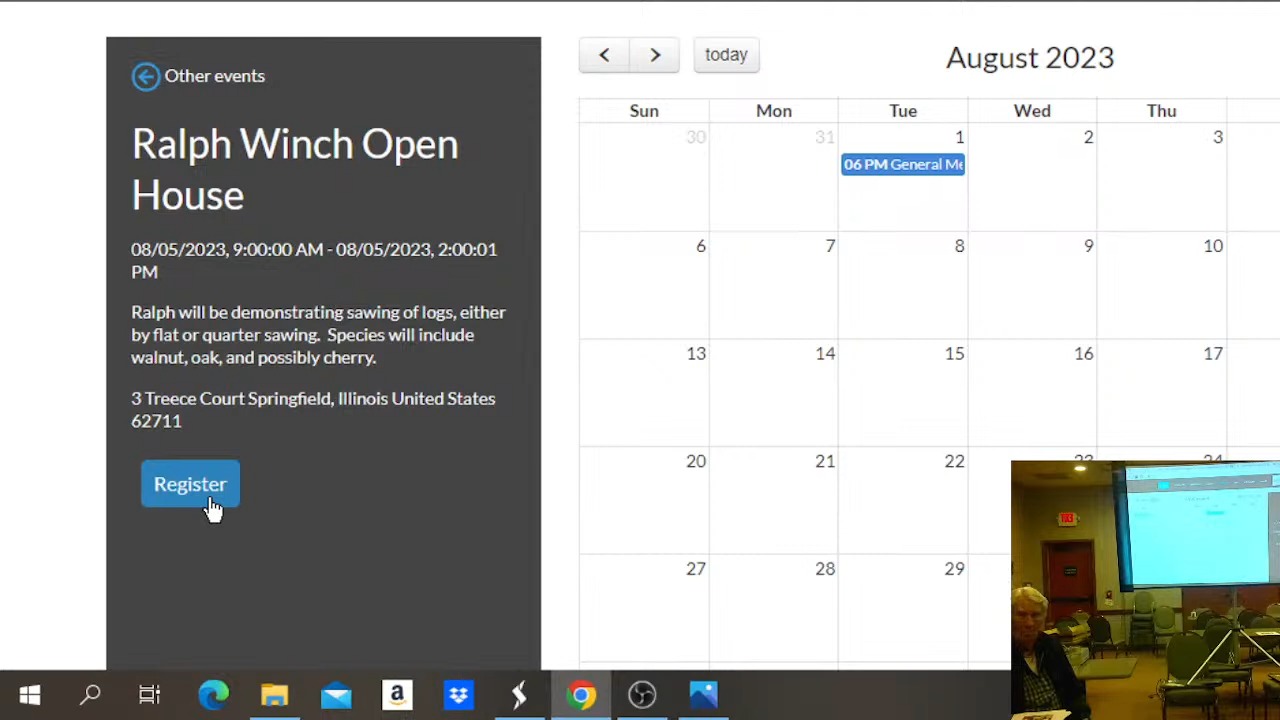 Other events
today
August 2023
Ralph Winch Open
House
08/05/2023, 9:00:00 AM - 08/05/2023, 2:00:01
PM
Ralph will be demonstrating sawing of logs, either
by flat or quarter sawing. Species will include
walnut, oak, and possibly cherry.
3 Treece Court Springfield, Illinois United States
62711
Register
Sun Mon Tue Wed Thu
30 31 1 2 3
06 PM General Me
6 7 8 9 10
13 14 15 16 17
20 21 22 23 24
27 28 29
a